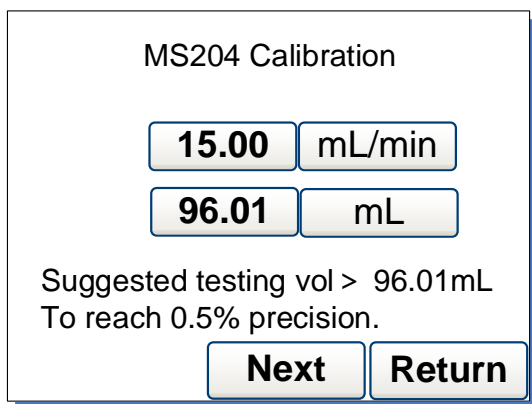 MS204 Calibration
15.00 mL/min
96.01 mL
Suggested testing vol > 96.01mL
To reach 0.5% precision.
Next Return